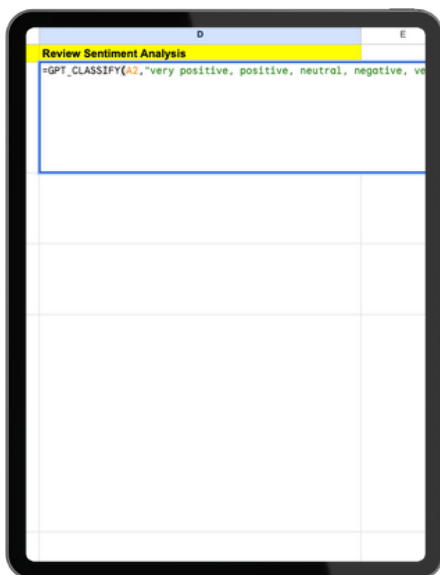 D E
Review Sentiment Analysis
=GPT_CLASSIFY(A2,"very positive, positive, neutral, negative, ve